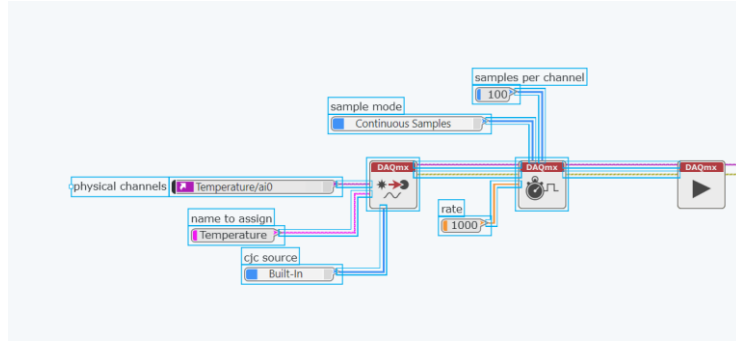 samples per channel
100
sample mode
Continuous Samples
DAQmx
DAQmx
DAQmx
physical channels
Temperature/ai0
name to assign
Temperature
rate
1000
cjc source
Built-In